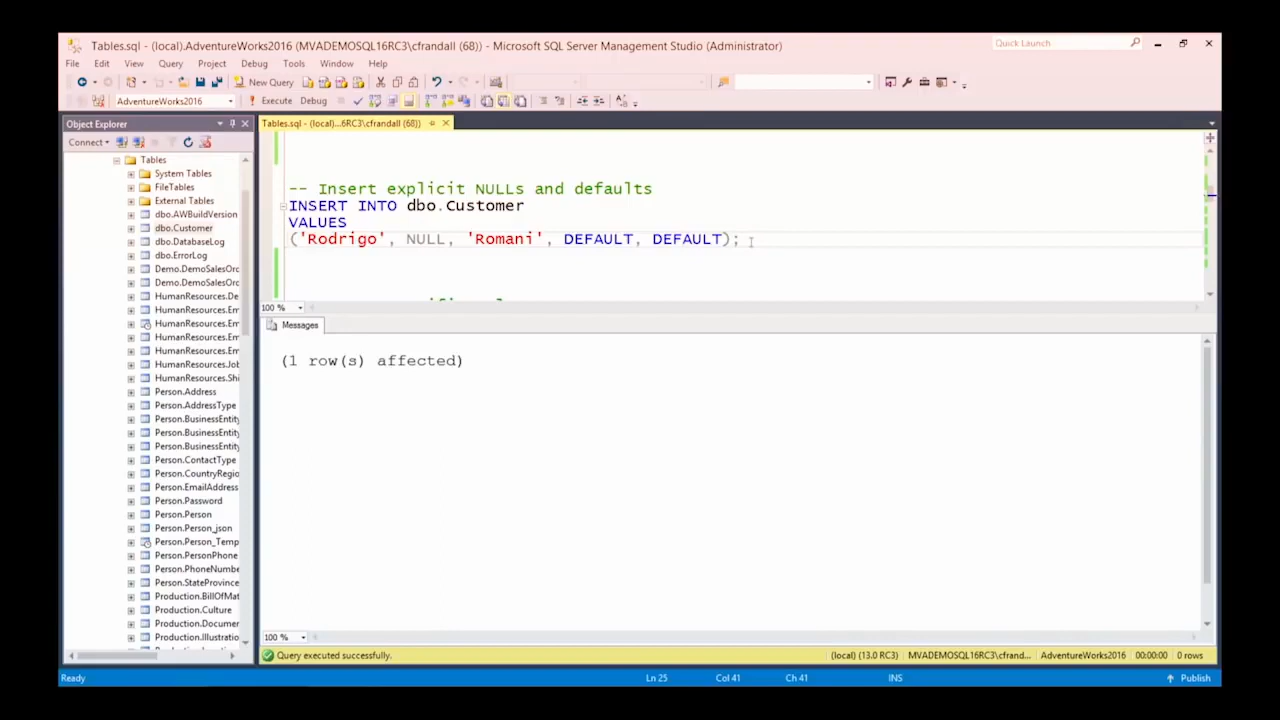 Tables.sql - (local).AdventureWorks2016 (MVADEMOSQL16RC3\cfrandall (68)) - Microsoft SQL Server Management Studio (Administrator)
Quick Launch
File Edit View Query Project Debug Tools Window Help
New Query
AdventureWorks2016
Execute Debug
Object Explorer
Tables.sql - (local)...6RC3\cfrandall (68))
Connect
Tables
System Tables
FileTables
External Tables
dbo.AWBuildVersion
dbo.Customer
dbo.DatabaseLog
dbo.ErrorLog
Demo.DemoSalesOrc
Demo.DemoSalesOrc
HumanResources.De
HumanResources.Em
HumanResources.Em
HumanResources.Em
HumanResources.Em
HumanResources.Job
HumanResources.Shi
Person.Address
Person.AddressType
Person.BusinessEntity
Person.BusinessEntity
Person.BusinessEntity
Person.ContactType
Person.CountryRegio
Person.EmailAddress
Person.Password
Person.Person
Person.Person_json
Person.Person_Temp
Person.PersonPhone
Person.PhoneNumbe
Person.StateProvince
Production.BillOfMat
Production.Culture
Production.Documen
Production.Illustratio
-- Insert explicit NULLs and defaults
INSERT INTO dbo.Customer
VALUES
('Rodrigo', NULL, 'Romani', DEFAULT, DEFAULT);
100 %
Messages
(1 row(s) affected)
100 %
Query executed successfully.
(local) (13.0 RC3) MVADEMOSQL16RC3\cfrand... AdventureWorks2016 00:00:00 0 rows
Ready Ln 25 Col 41 Ch 41 INS Publish